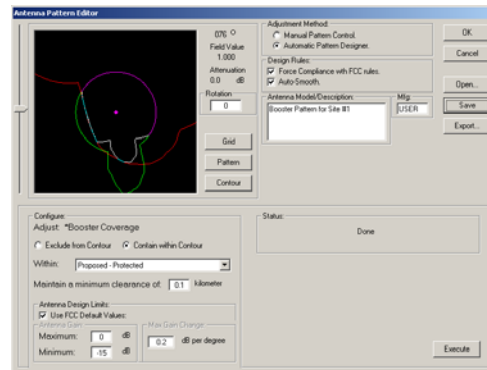 Antenna Pattern Editor
076 °
Field Value
1.000
Attenuation
0.0 dB
Rotation
0
Grid
Pattern
Contour
Adjustment Method:
Manual Pattern Control.
Automatic Pattern Designer.
Design Rules:
Force Compliance with FCC rules.
Auto-Smooth.
Antenna Model/Description:
Booster Pattern for Site #1
Mfg:
USER
OK
Cancel
Open...
Save
Export...
Configure:
Adjust: "Booster Coverage
Exclude from Contour
Contain within Contour
Within:
Proposed - Protected
Maintain a minimum clearance of: 0.1 kilometer
Antenna Design Limits:
Use FCC Default Values:
Antenna Gain:
Maximum: 0 dB
Minimum: -15 dB
Max Gain Change
0.2 dB per degree
Status:
Done
Execute